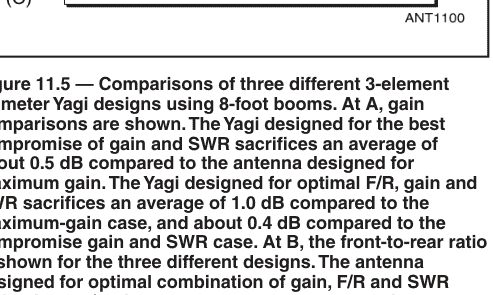 (C)
ANT1100
gure 11.5 — Comparisons of three different 3-element
meter Yagi designs using 8-foot booms. At A, gain
mparisons are shown. The Yagi designed for the best
mpromise of gain and SWR sacrifices an average of
out 0.5 dB compared to the antenna designed for
aximum gain. The Yagi designed for optimal F/R, gain and
VR sacrifices an average of 1.0 dB compared to the
aximum-gain case, and about 0.4 dB compared to the
mpromise gain and SWR case. At B, the front-to-rear ratio
shown for the three different designs. The antenna
signed for optimal combination of gain, F/R and SWR